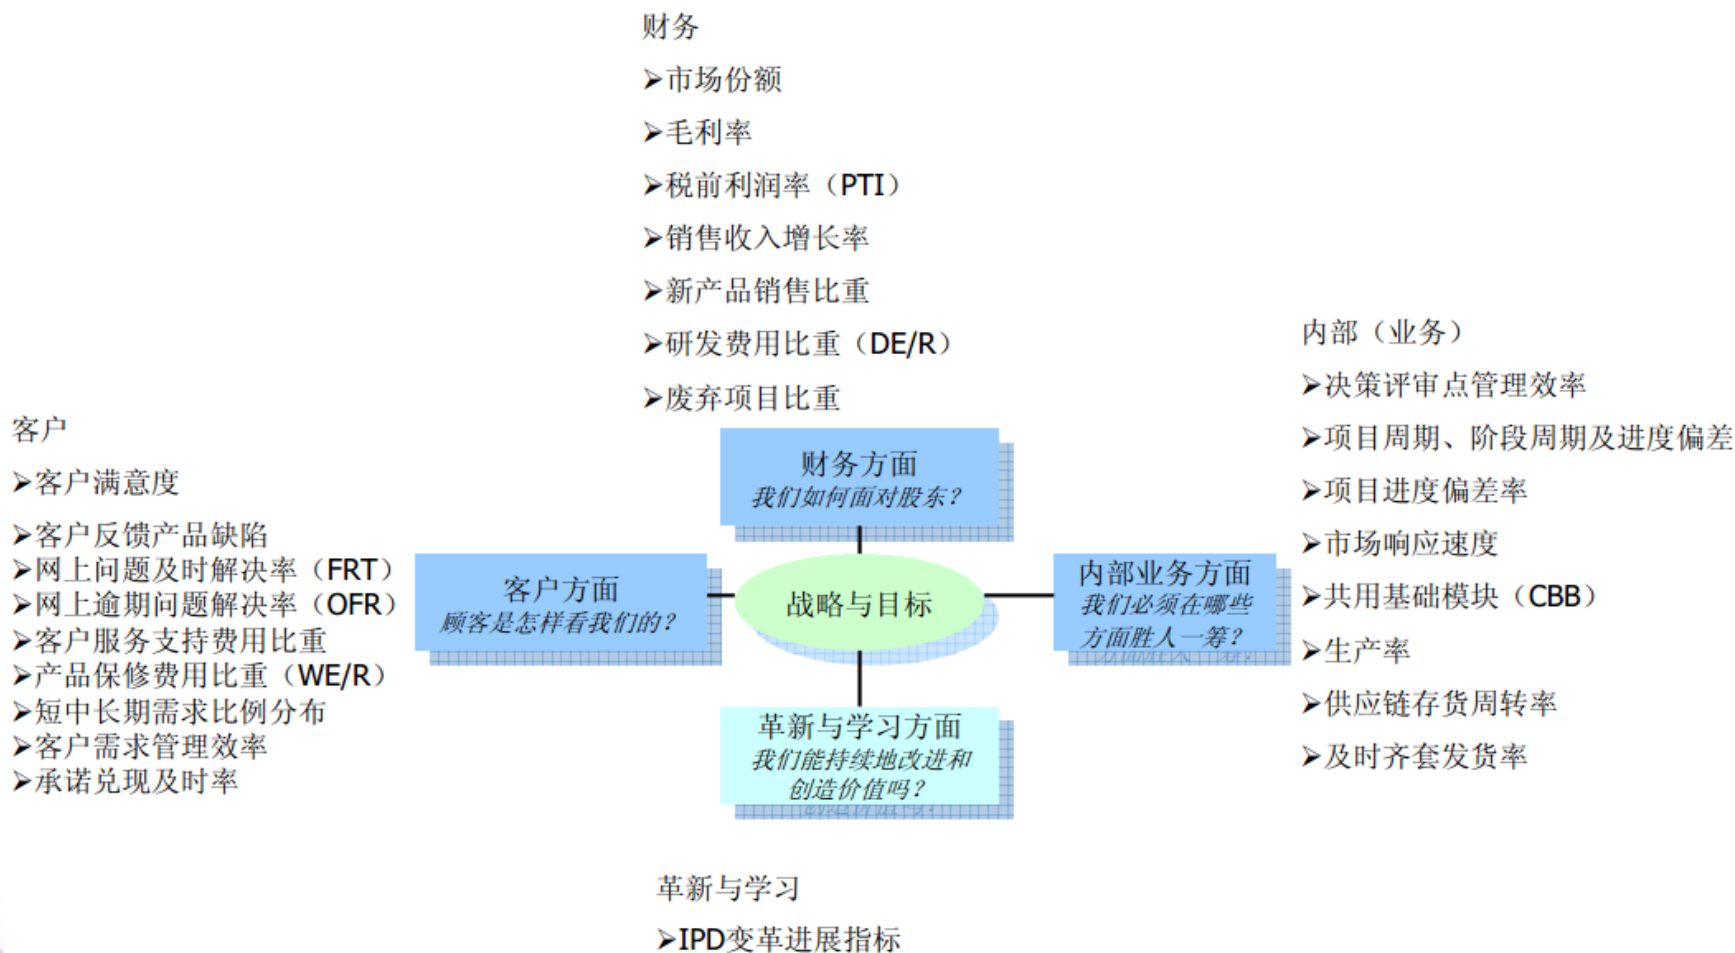 财务
➢市场份额
➢毛利率
➢税前利润率（PTI）
➢销售收入增长率
➢新产品销售比重
➢研发费用比重（DE/R）
➢废弃项目比重
客户
➢客户满意度
➢客户反馈产品缺陷
➢网上问题及时解决率（FRT）
➢网上逾期问题解决率（OFR）
➢客户服务支持费用比重
➢产品保修费用比重（WE/R）
➢短中长期需求比例分布
➢客户需求管理效率
➢承诺兑现及时率
财务方面
我们如何面对股东？
客户方面
顾客是怎样看我们的？
战略与目标
内部业务方面
我们必须在哪些
方面胜人一筹？
革新与学习方面
我们能持续地改进和
创造价值吗？
内部（业务）
➢决策评审点管理效率
➢项目周期、阶段周期及进度偏差
➢项目进度偏差率
➢市场响应速度
➢共用基础模块（CBB）
➢生产率
➢供应链存货周转率
➢及时齐套发货率
革新与学习
➢IPD变革进展指标